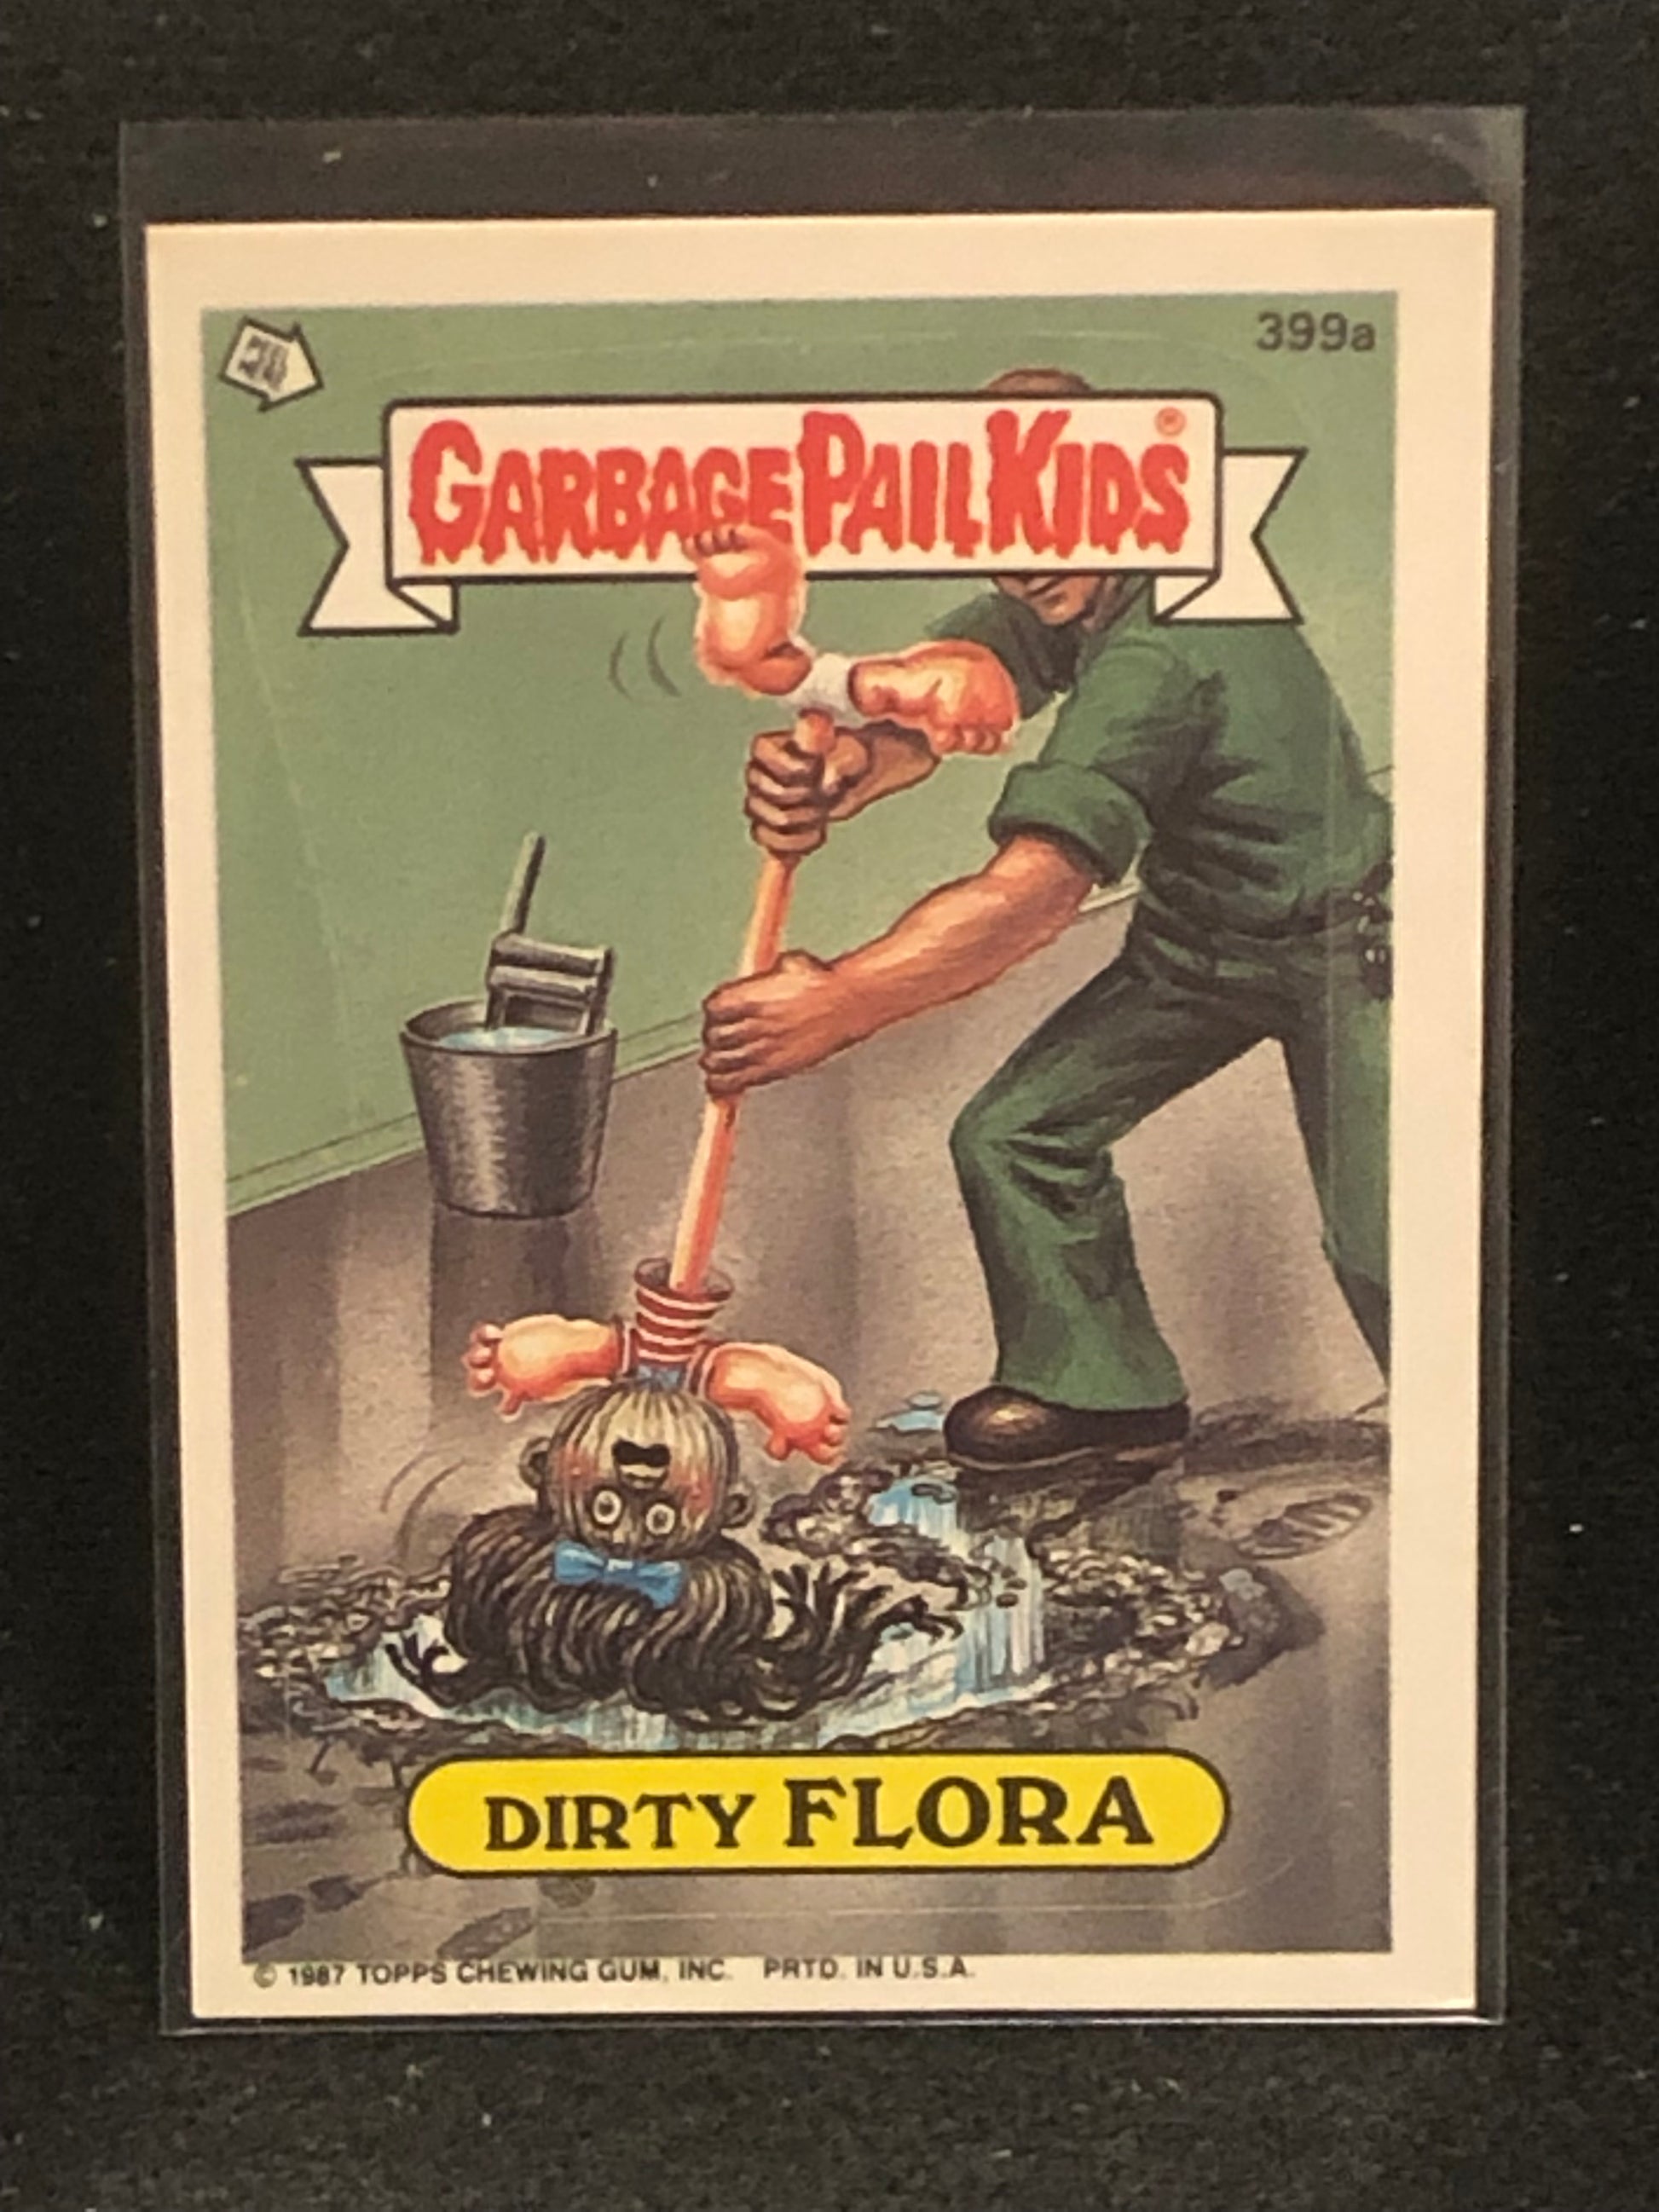 399a
GARBAGE PAIL KIDS®
DIRTY FLORA
© 1987 TOPPS CHEWING GUM, INC. PRTD. IN U.S.A.